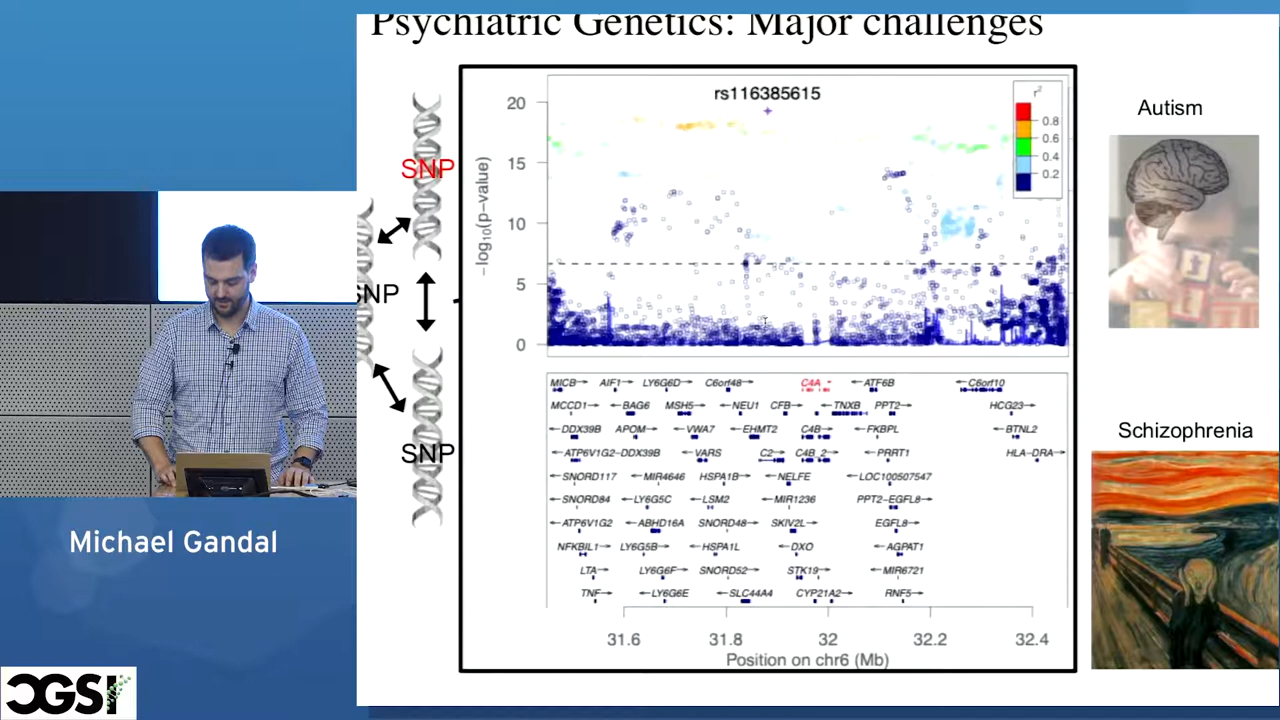 Psychiatric Genetics: Major challenges
rs116385615
r²
0.8
0.6
0.4
0.2
20
15
10
5
0
−log10(p−value)
SNP
SNP
SNP
Autism
Schizophrenia
MICB AIF1 LY6G6D C6orf48 C4A ATF6B C6orf10
MCCD1 BAG6 MSH5 NEU1 CFB TNXB PPT2 HCG23
DDX39B APOM VWA7 EHMT2 C4B FKBPL BTNL2
ATP6V1G2−DDX39B VARS C2 C4B_2 PRRT1 HLA−DRA
SNORD117 MIR4646 HSPA1B NELFE LOC100507547
SNORD84 LY6G5C LSM2 MIR1236 PPT2−EGFL8
ATP6V1G2 ABHD16A SNORD48 SKIV2L EGFL8
NFKBIL1 LY6G5B HSPA1L DXO AGPAT1
LTA LY6G6F SNORD52 STK19 MIR6721
TNF LY6G6E SLC44A4 CYP21A2 RNF5
31.6 31.8 32 32.2 32.4
Position on chr6 (Mb)
Michael Gandal
CGSI